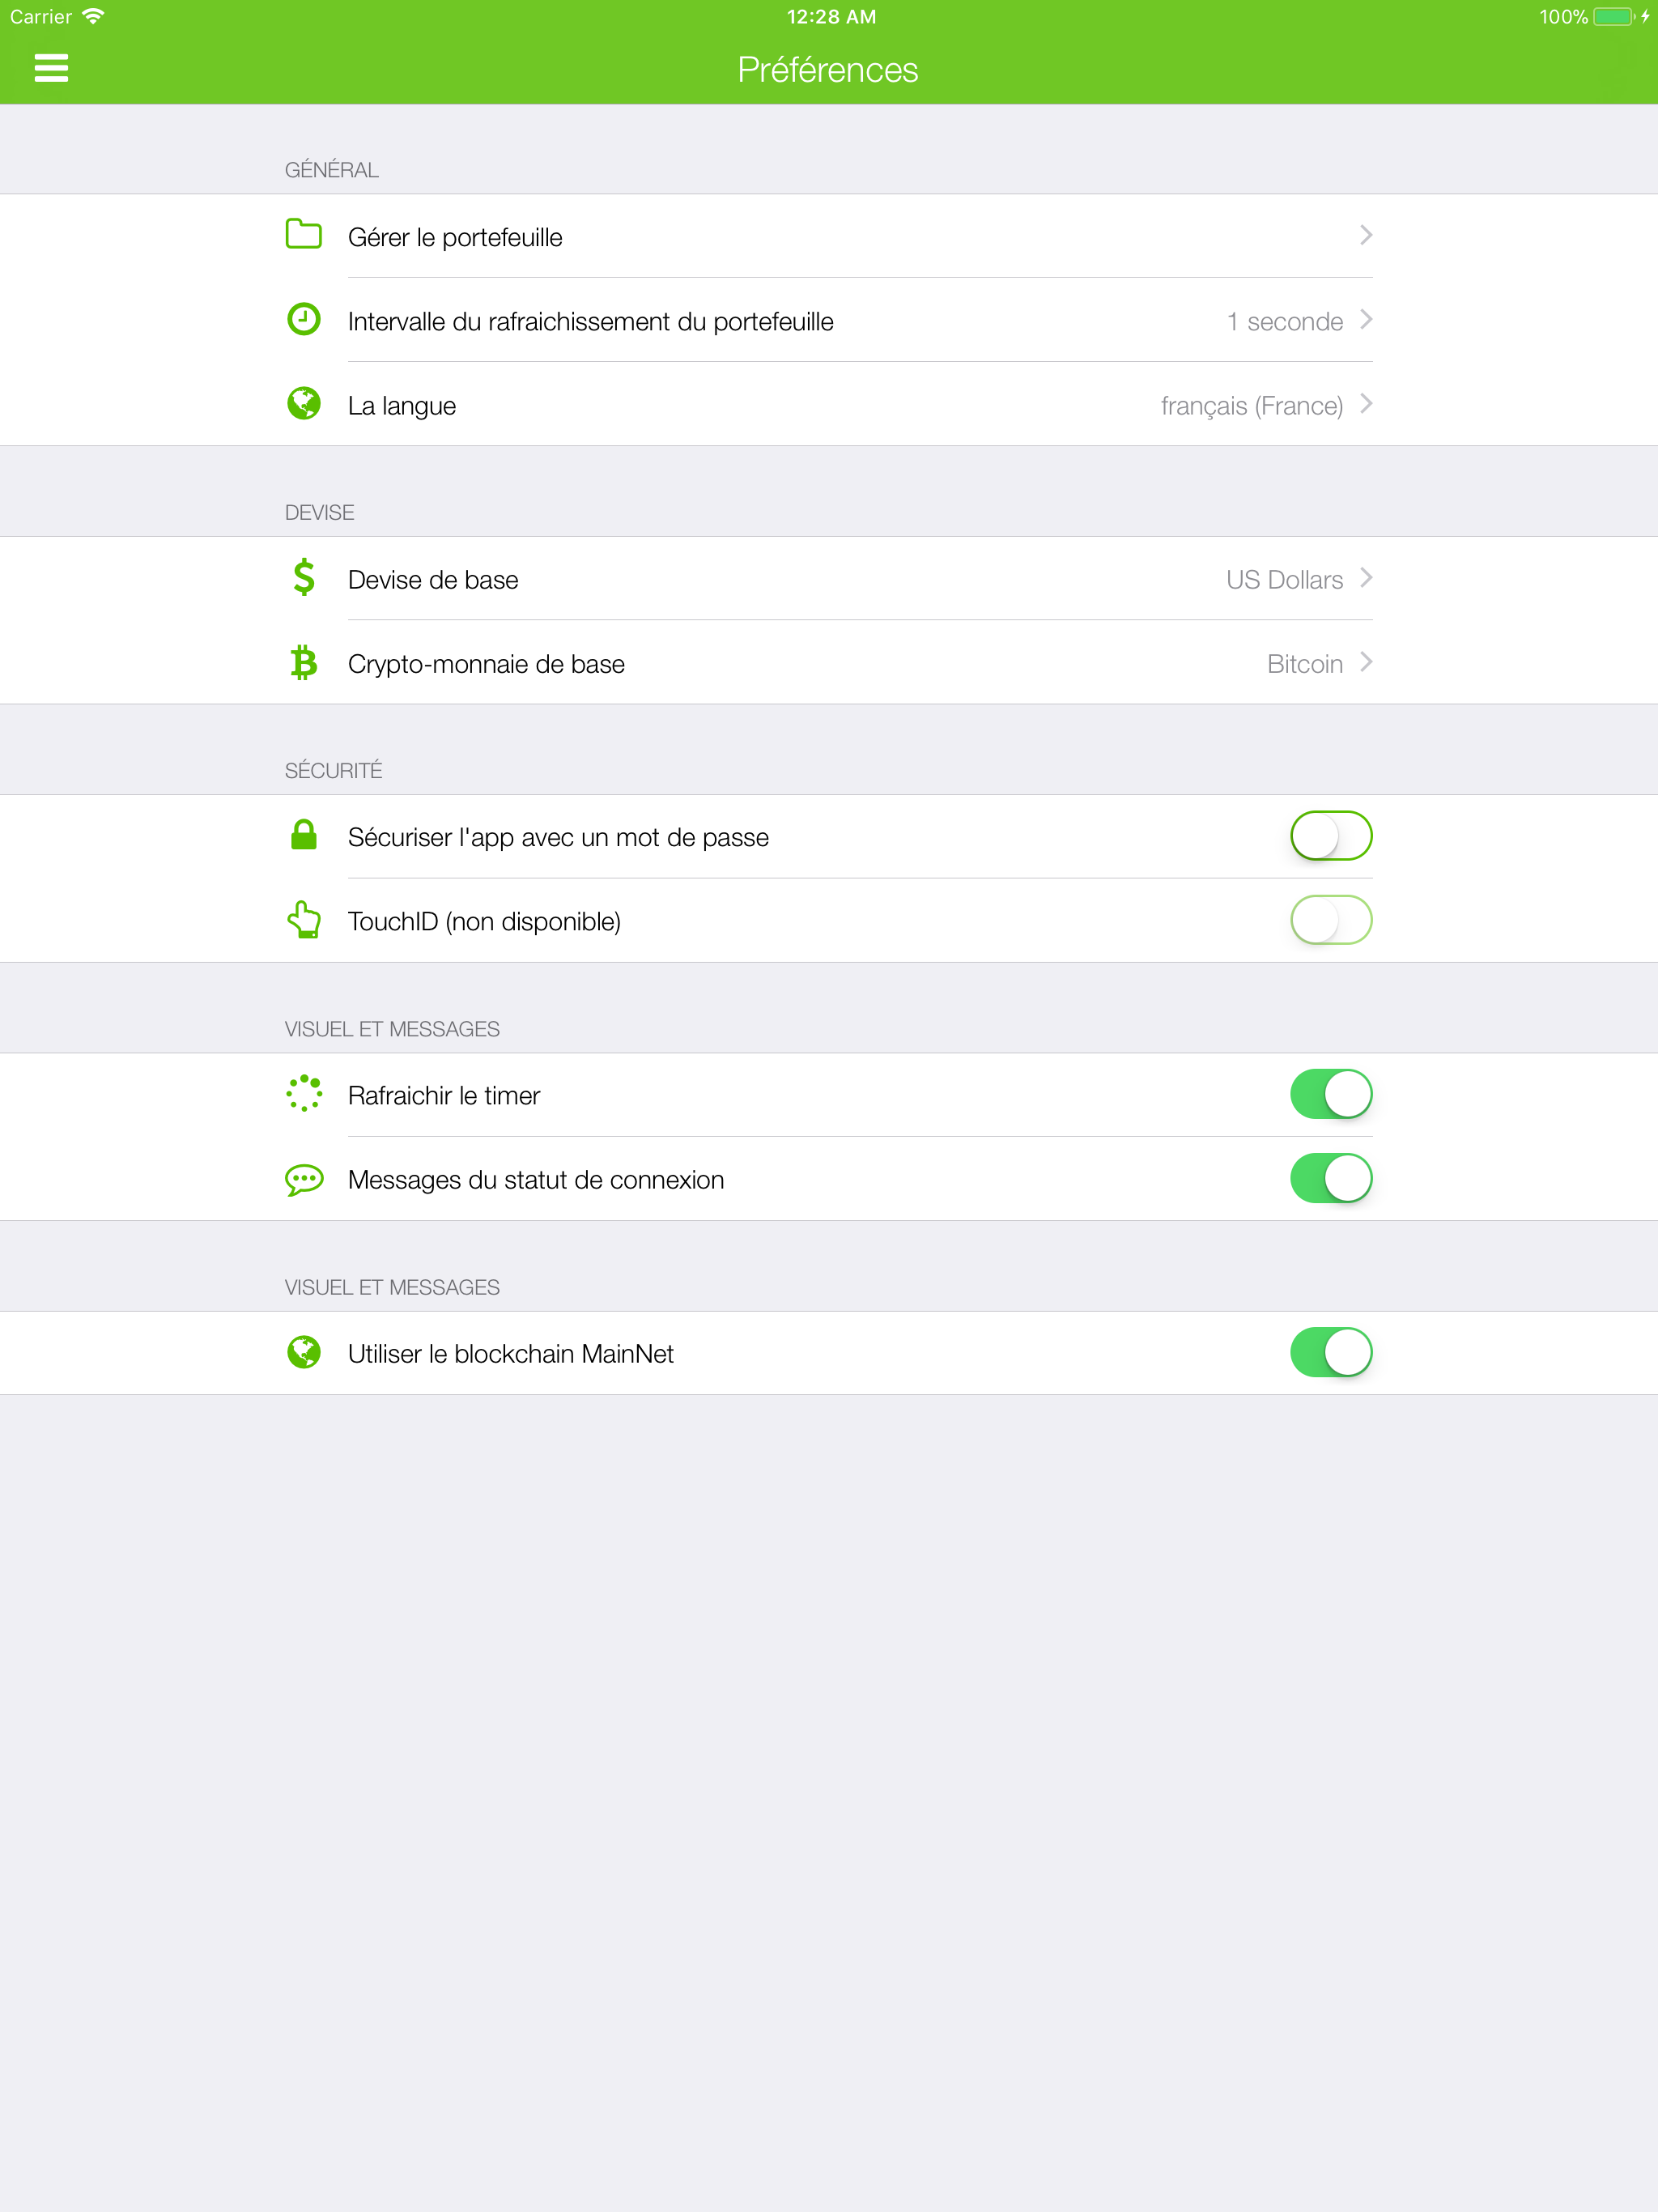 Carrier 12:28 AM 100%
Préférences
GÉNÉRAL
Gérer le portefeuille
Intervalle du rafraichissement du portefeuille 1 seconde
La langue français (France)
DEVISE
Devise de base US Dollars
Crypto-monnaie de base Bitcoin
SÉCURITÉ
Sécuriser l'app avec un mot de passe
TouchID (non disponible)
VISUEL ET MESSAGES
Rafraichir le timer
Messages du statut de connexion
VISUEL ET MESSAGES
Utiliser le blockchain MainNet